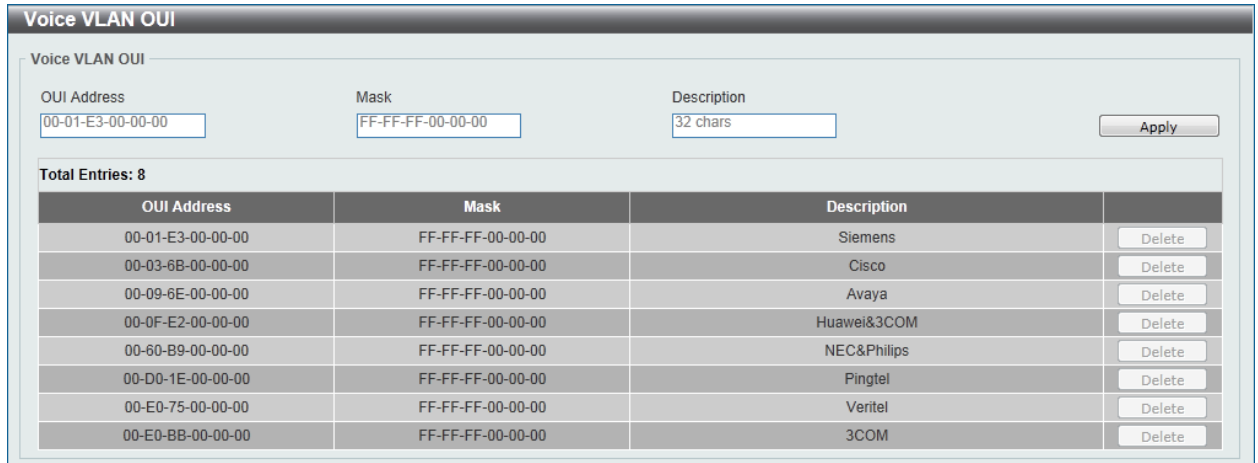 Voice VLAN OUI
Voice VLAN OUI
OUI Address Mask Description
00-01-E3-00-00-00 FF-FF-FF-00-00-00 32 chars Apply
Total Entries: 8
OUI Address Mask Description
00-01-E3-00-00-00 FF-FF-FF-00-00-00 Siemens Delete
00-03-6B-00-00-00 FF-FF-FF-00-00-00 Cisco Delete
00-09-6E-00-00-00 FF-FF-FF-00-00-00 Avaya Delete
00-0F-E2-00-00-00 FF-FF-FF-00-00-00 Huawei&3COM Delete
00-60-B9-00-00-00 FF-FF-FF-00-00-00 NEC&Philips Delete
00-D0-1E-00-00-00 FF-FF-FF-00-00-00 Pingtel Delete
00-E0-75-00-00-00 FF-FF-FF-00-00-00 Veritel Delete
00-E0-BB-00-00-00 FF-FF-FF-00-00-00 3COM Delete